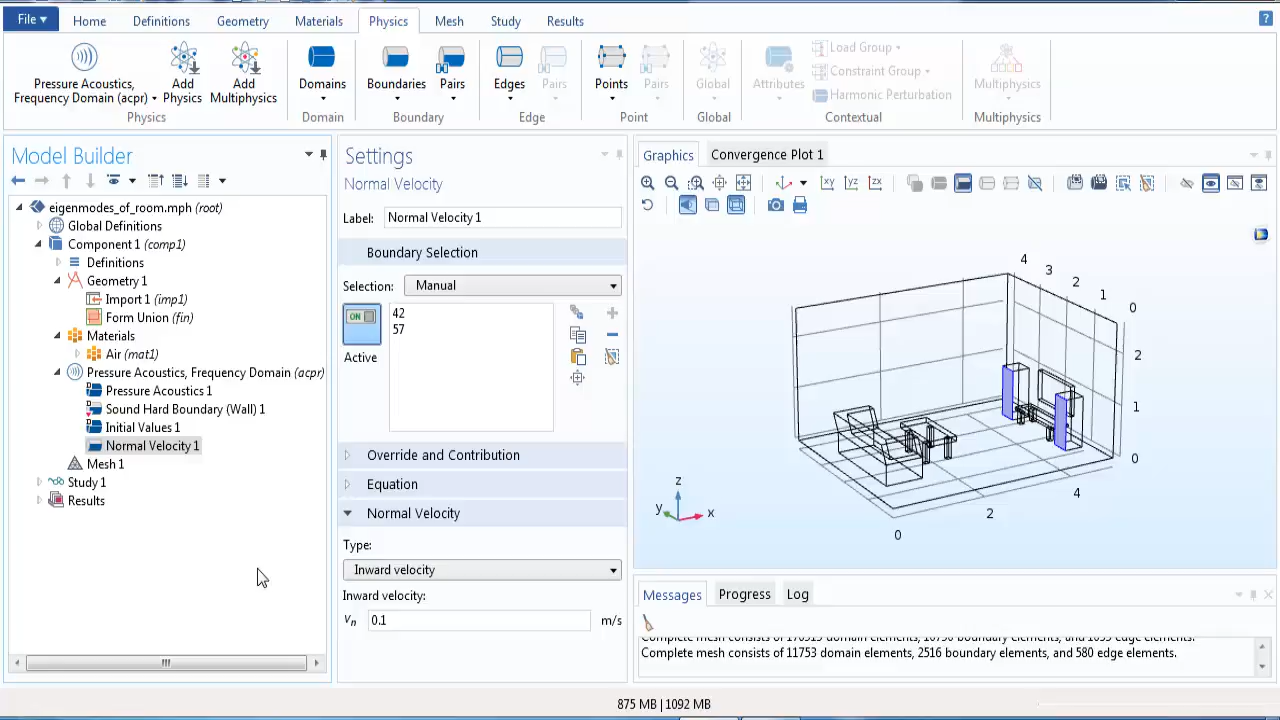 File ▾ Home Definitions Geometry Materials Physics Mesh Study Results ?
Pressure Acoustics, Frequency Domain (acpr)
Add Physics
Add Multiphysics
Domains
Boundaries
Pairs
Edges
Pairs
Points
Pairs
Global
Attributes
Load Group
Constraint Group
Harmonic Perturbation
Multiphysics
Physics Domain Boundary Edge Point Global Contextual Multiphysics
Model Builder
eigenmodes_of_room.mph (root)
Global Definitions
Component 1 (comp1)
Definitions
Geometry 1
Import 1 (imp1)
Form Union (fin)
Materials
Air (mat1)
Pressure Acoustics, Frequency Domain (acpr)
Pressure Acoustics 1
Sound Hard Boundary (Wall) 1
Initial Values 1
Normal Velocity 1
Mesh 1
Study 1
Results
Settings
Normal Velocity
Label: Normal Velocity 1
Boundary Selection
Selection: Manual
ON
Active
42
57
Override and Contribution
Equation
Normal Velocity
Type:
Inward velocity
Inward velocity:
vn 0.1 m/s
Graphics Convergence Plot 1
xy yz zx
4 3 2 1 0
2
1
0
4
2
0
z
y x
Messages Progress Log
Complete mesh consists of 11753 domain elements, 2516 boundary elements, and 580 edge elements.
875 MB | 1092 MB